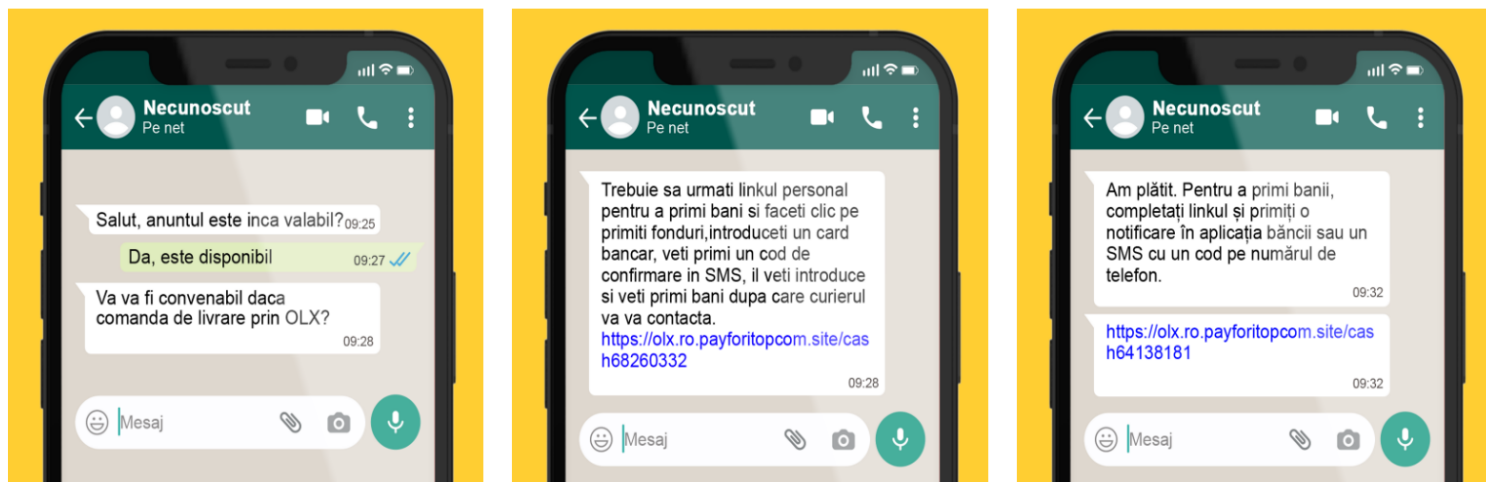 Necunoscut
Pe net
Salut, anuntul este inca valabil?09:25
Da, este disponibil 09:27
Va va fi convenabil daca
comanda de livrare prin OLX?
09:28
Mesaj
Necunoscut
Pe net
Trebuie sa urmati linkul personal
pentru a primi bani si faceti clic pe
primiti fonduri,introduceti un card
bancar, veti primi un cod de
confirmare in SMS, il veti introduce
si veti primi bani dupa care curierul
va va contacta.
https://olx.ro.payforitopcom.site/cas
h68260332
09:28
Mesaj
Necunoscut
Pe net
Am plătit. Pentru a primi banii,
completați linkul și primiți o
notificare în aplicația băncii sau un
SMS cu un cod pe numărul de
telefon.
09:32
https://olx.ro.payforitopcom.site/cas
h64138181
09:32
Mesaj